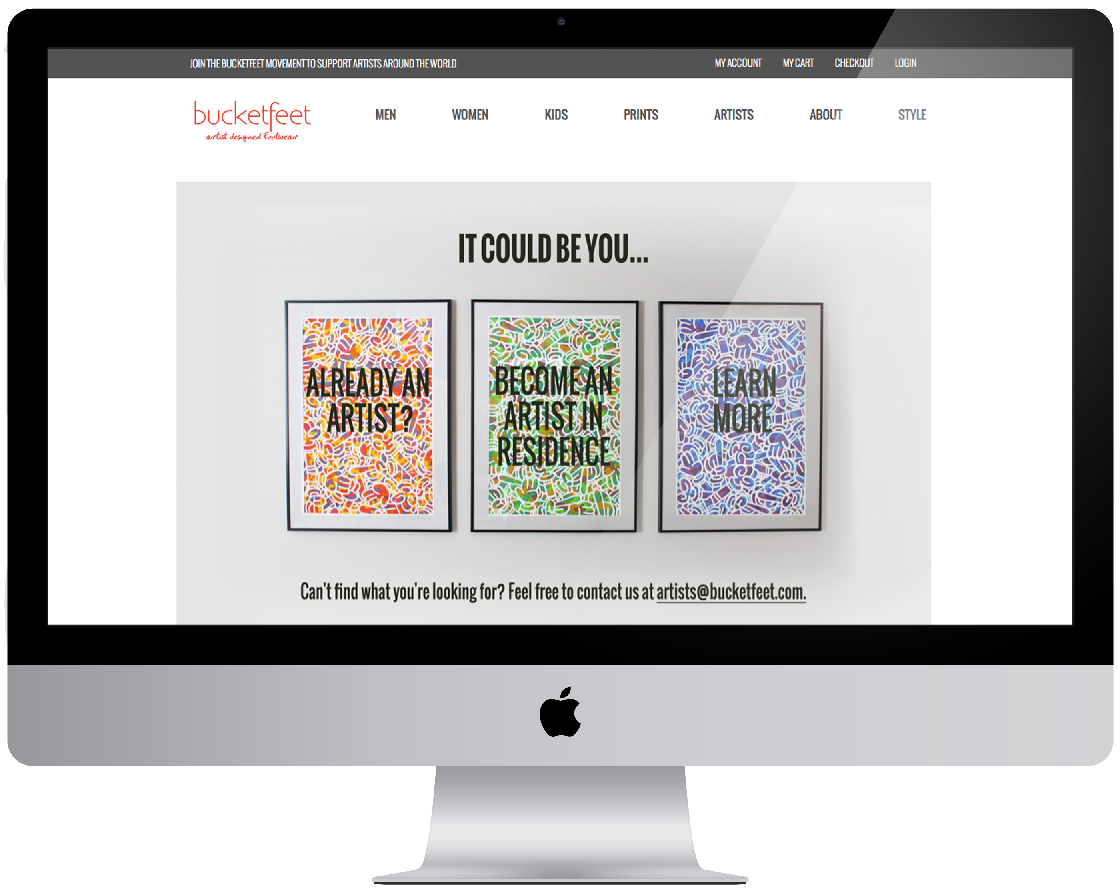 JOIN THE BUCKETFEET MOVEMENT TO SUPPORT ARTISTS AROUND THE WORLD
MY ACCOUNT MY CART CHECKOUT LOGIN
bucketfeet
artist designed footwear
MEN WOMEN KIDS PRINTS ARTISTS ABOUT STYLE
IT COULD BE YOU...
ALREADY AN
ARTIST?
BECOME AN
ARTIST IN
RESIDENCE
LEARN
MORE
Can't find what you're looking for? Feel free to contact us at artists@bucketfeet.com.